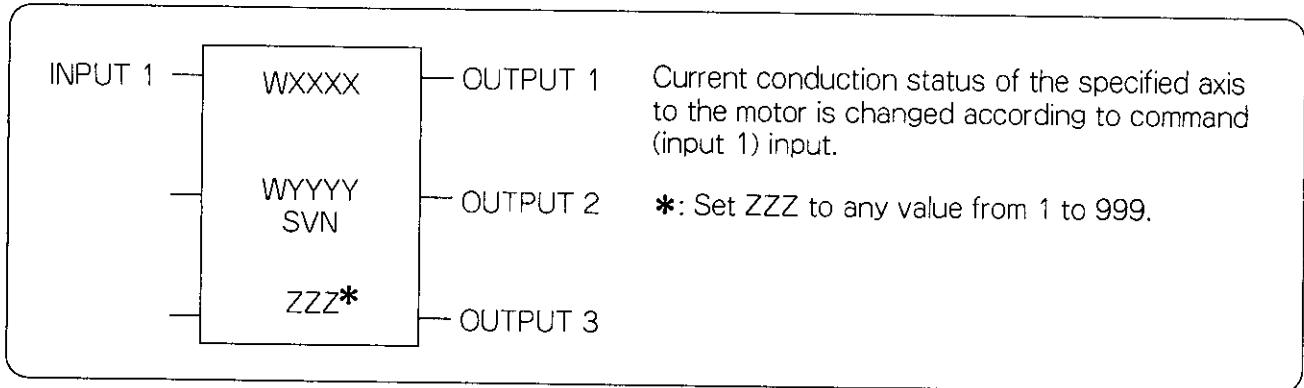 INPUT 1
WXXXX
WYYYY
SVN
ZZZ*
OUTPUT 1
OUTPUT 2
OUTPUT 3
Current conduction status of the specified axis
to the motor is changed according to command
(input 1) input.
*: Set ZZZ to any value from 1 to 999.